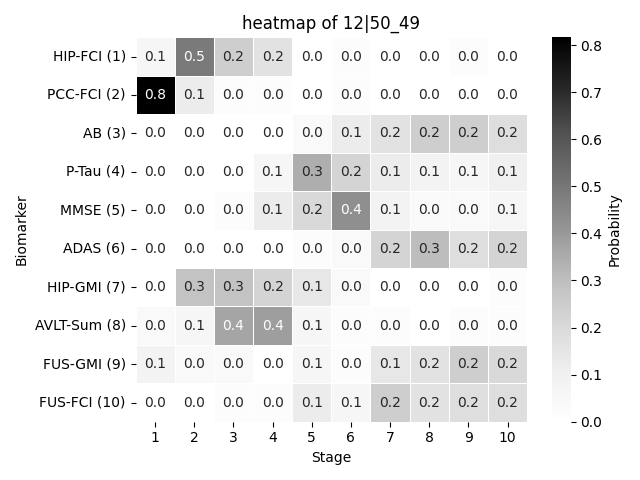 heatmap of 12|50_49
HIP-FCI (1) 0.1 0.5 0.2 0.2 0.0 0.0 0.0 0.0 0.0 0.0
PCC-FCI (2) 0.8 0.1 0.0 0.0 0.0 0.0 0.0 0.0 0.0 0.0
AB (3) 0.0 0.0 0.0 0.0 0.0 0.1 0.2 0.2 0.2 0.2
P-Tau (4) 0.0 0.0 0.0 0.1 0.3 0.2 0.1 0.1 0.1 0.1
MMSE (5) 0.0 0.0 0.0 0.1 0.2 0.4 0.1 0.0 0.0 0.1
ADAS (6) 0.0 0.0 0.0 0.0 0.0 0.0 0.2 0.3 0.2 0.2
HIP-GMI (7) 0.0 0.3 0.3 0.2 0.1 0.0 0.0 0.0 0.0 0.0
AVLT-Sum (8) 0.0 0.1 0.4 0.4 0.1 0.0 0.0 0.0 0.0 0.0
FUS-GMI (9) 0.1 0.0 0.0 0.0 0.1 0.0 0.1 0.2 0.2 0.2
FUS-FCI (10) 0.0 0.0 0.0 0.0 0.1 0.1 0.2 0.2 0.2 0.2
1 2 3 4 5 6 7 8 9 10
Stage
Biomarker
0.8
0.7
0.6
0.5
0.4
0.3
0.2
0.1
0.0
Probability